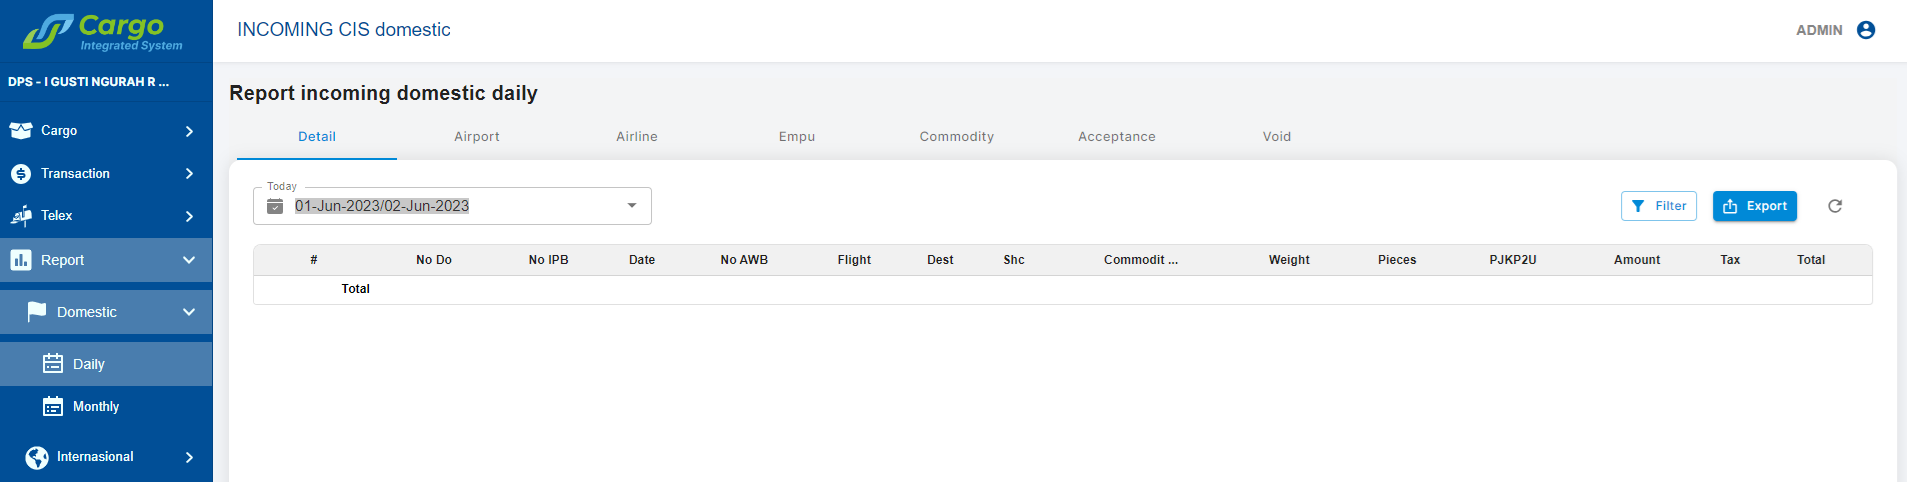 Cargo
Integrated System
INCOMING CIS domestic
ADMIN
DPS - I GUSTI NGURAH R ...
Cargo
Transaction
Telex
Report
Domestic
Daily
Monthly
Internasional
Report incoming domestic daily
Detail Airport Airline Empu Commodity Acceptance Void
Today
01-Jun-2023/02-Jun-2023
Filter Export
# No Do No IPB Date No AWB Flight Dest Shc Commodit ... Weight Pieces PJKP2U Amount Tax Total
Total